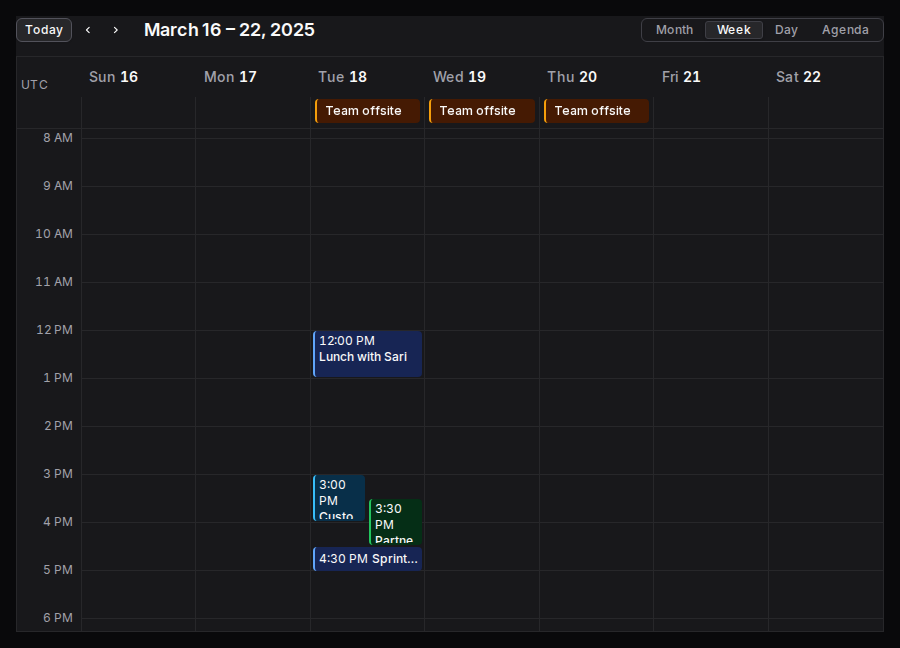 Today ‹ › March 16 – 22, 2025 Month Week Day Agenda
UTC Sun 16 Mon 17 Tue 18 Wed 19 Thu 20 Fri 21 Sat 22
Team offsite Team offsite Team offsite
8 AM
9 AM
10 AM
11 AM
12 PM
12:00 PM
Lunch with Sari
1 PM
2 PM
3 PM
3:00
PM
Custo
3:30
PM
Partne
4 PM
4:30 PM Sprint...
5 PM
6 PM